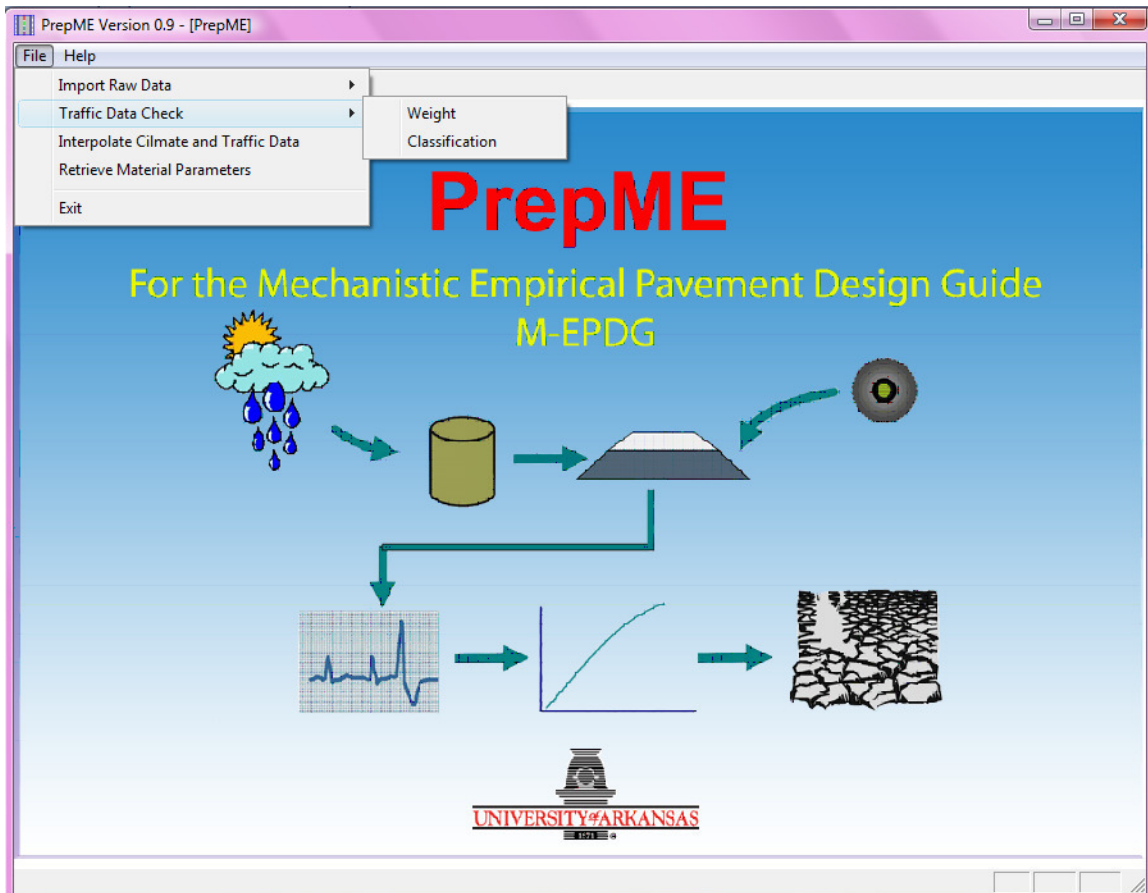 PrepME Version 0.9 - [PrepME]
File Help
Import Raw Data
Traffic Data Check
Interpolate Cilmate and Traffic Data
Retrieve Material Parameters
Exit
Weight
Classification
PrepME
For the Mechanistic Empirical Pavement Design Guide
M-EPDG
UNIVERSITY of ARKANSAS
1871